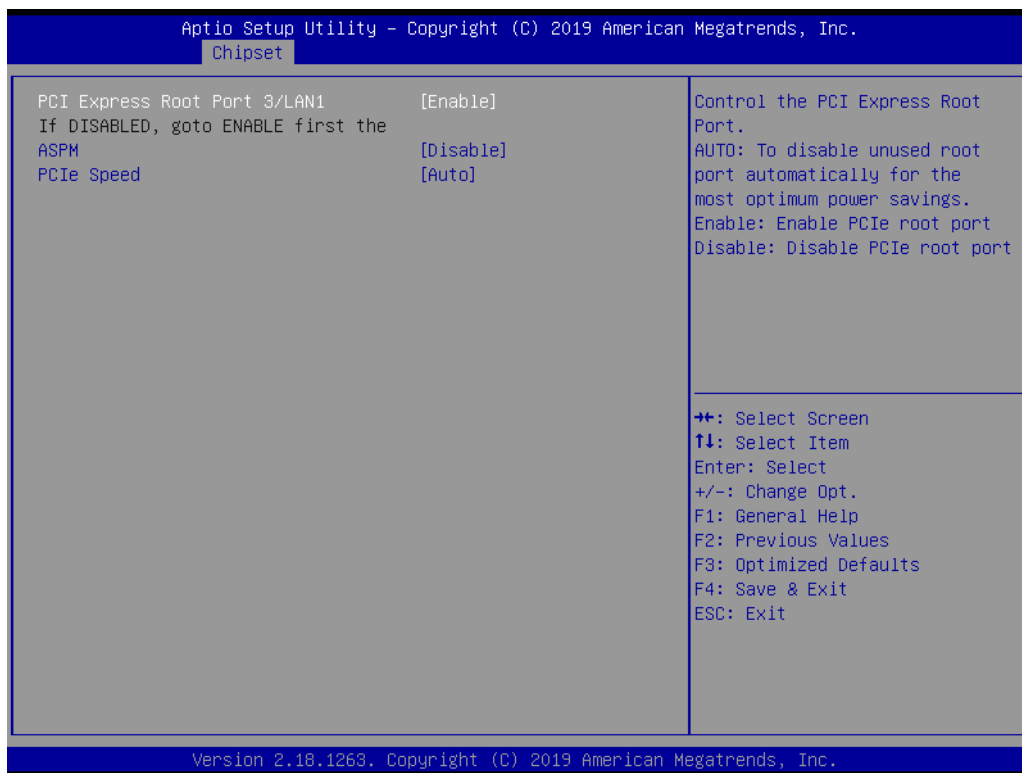 Aptio Setup Utility – Copyright (C) 2019 American Megatrends, Inc.
Chipset
PCI Express Root Port 3/LAN1 [Enable]
If DISABLED, goto ENABLE first the
ASPM [Disable]
PCIe Speed [Auto]
Control the PCI Express Root
Port.
AUTO: To disable unused root
port automatically for the
most optimum power savings.
Enable: Enable PCIe root port
Disable: Disable PCIe root port
→←: Select Screen
↑↓: Select Item
Enter: Select
+/-: Change Opt.
F1: General Help
F2: Previous Values
F3: Optimized Defaults
F4: Save & Exit
ESC: Exit
Version 2.18.1263. Copyright (C) 2019 American Megatrends, Inc.